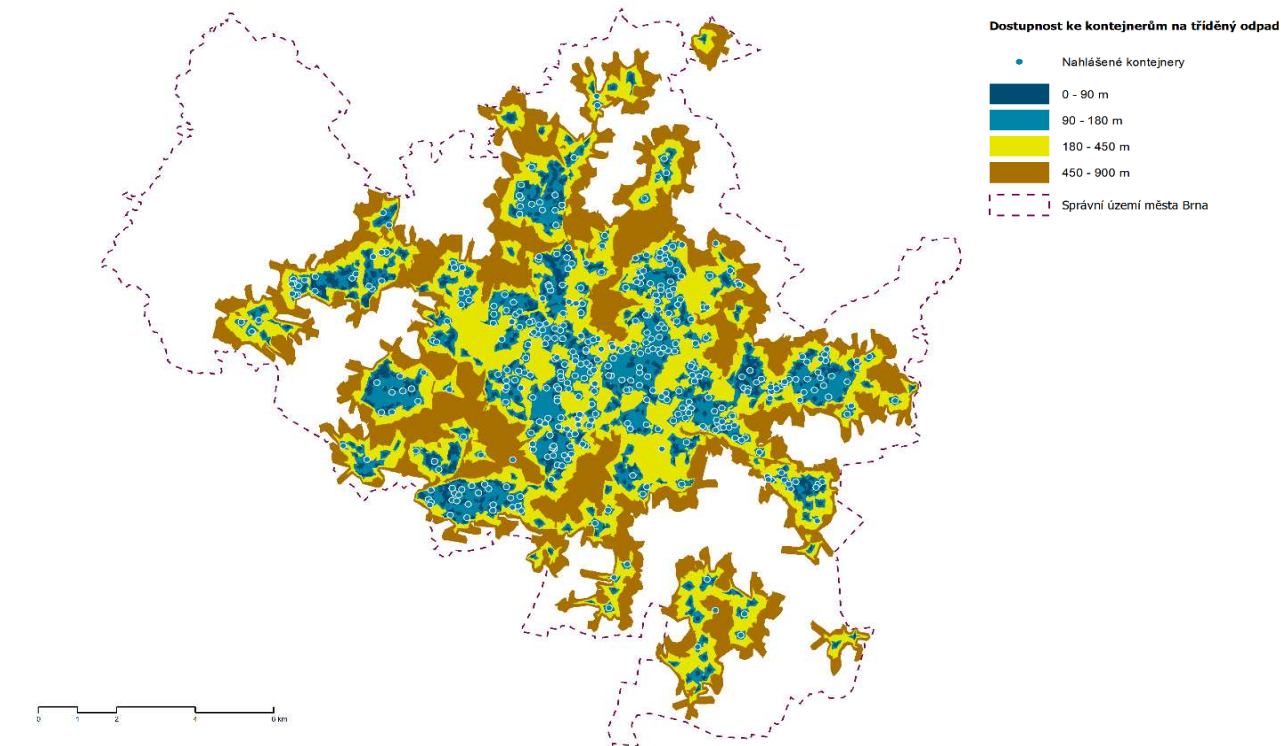 Dostupnost ke kontejnerům na tříděný odpad
Nahlášené kontejnery
0 - 90 m
90 - 180 m
180 - 450 m
450 - 900 m
Správní území města Brna
0 1 2 4 6 km